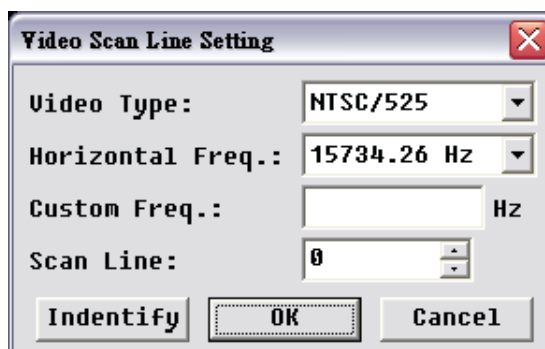 Video Scan Line Setting
Video Type: NTSC/525
Horizontal Freq.: 15734.26 Hz
Custom Freq.: Hz
Scan Line: 0
Indentify OK Cancel